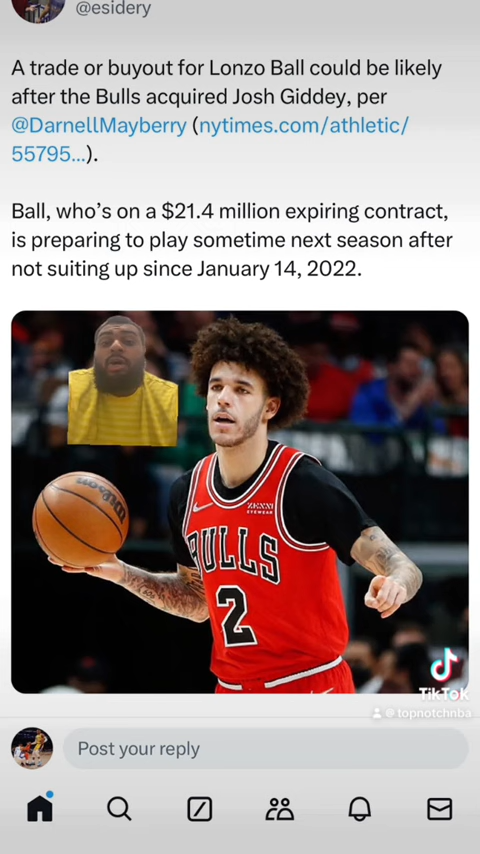 @esidery
A trade or buyout for Lonzo Ball could be likely
after the Bulls acquired Josh Giddey, per
@DarnellMayberry (nytimes.com/athletic/
55795...).
Ball, who's on a $21.4 million expiring contract,
is preparing to play sometime next season after
not suiting up since January 14, 2022.
Wilson
ZENNI
EYEWEAR
BULLS
2
TikTok
@topnotchnba
Post your reply